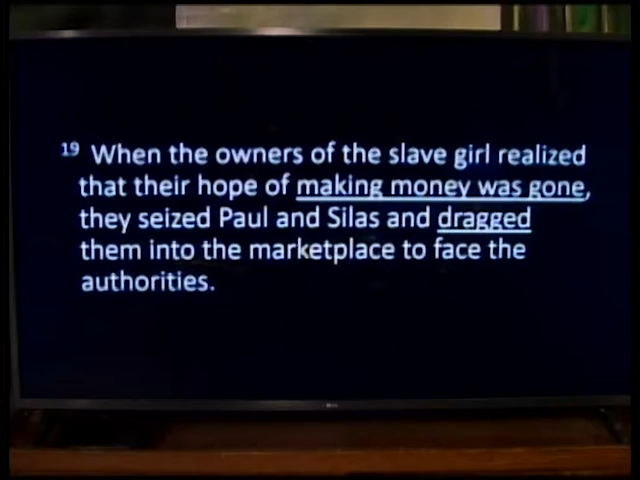 19 When the owners of the slave girl realized
that their hope of making money was gone,
they seized Paul and Silas and dragged
them into the marketplace to face the
authorities.